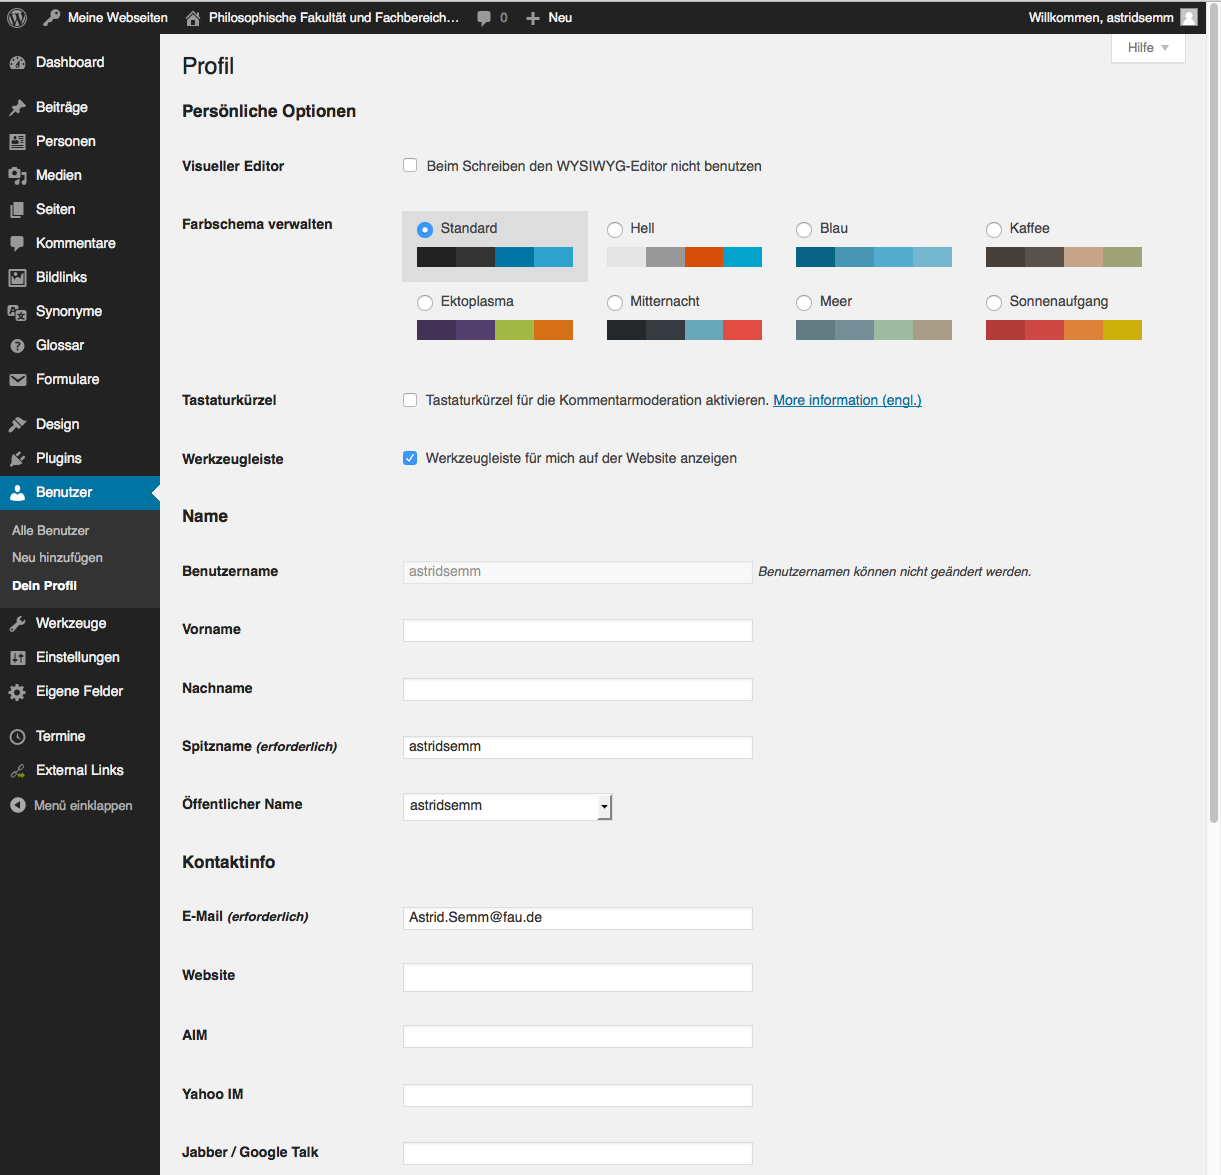 Meine Webseiten Philosophische Fakultät und Fachbereich... 0 Neu Willkommen, astridsemm
Hilfe
Dashboard
Beiträge
Personen
Medien
Seiten
Kommentare
Bildlinks
Synonyme
Glossar
Formulare
Design
Plugins
Benutzer
Alle Benutzer
Neu hinzufügen
Dein Profil
Werkzeuge
Einstellungen
Eigene Felder
Termine
External Links
Menü einklappen
Profil
Persönliche Optionen
Visueller Editor Beim Schreiben den WYSIWYG-Editor nicht benutzen
Farbschema verwalten Standard Hell Blau Kaffee
Ektoplasma Mitternacht Meer Sonnenaufgang
Tastaturkürzel Tastaturkürzel für die Kommentarmoderation aktivieren. More information (engl.)
Werkzeugleiste Werkzeugleiste für mich auf der Website anzeigen
Name
Benutzername astridsemm Benutzernamen können nicht geändert werden.
Vorname
Nachname
Spitzname (erforderlich) astridsemm
Öffentlicher Name astridsemm
Kontaktinfo
E-Mail (erforderlich) Astrid.Semm@fau.de
Website
AIM
Yahoo IM
Jabber / Google Talk